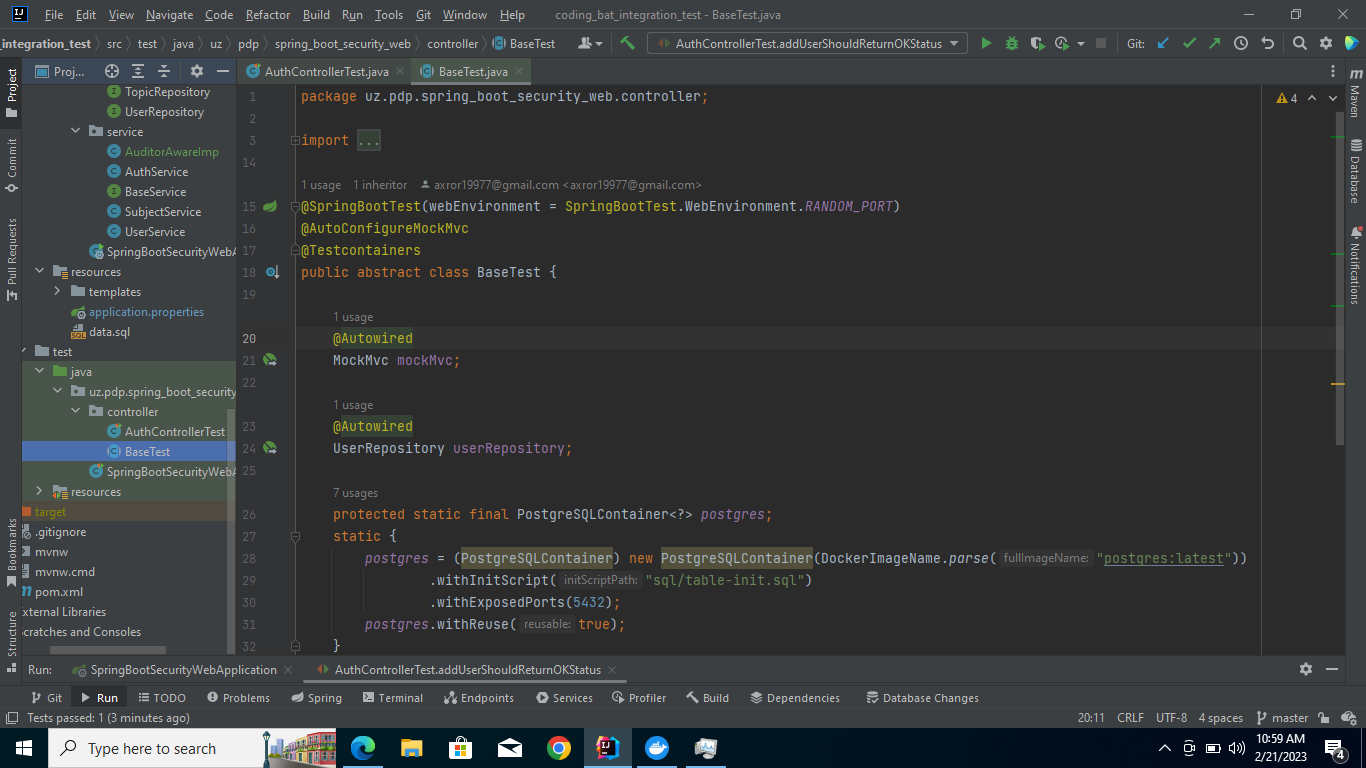 File Edit View Navigate Code Refactor Build Run Tools Git Window Help coding_bat_integration_test - BaseTest.java
_integration_test src test java uz pdp spring_boot_security_web controller BaseTest AuthControllerTest.addUserShouldReturnOKStatus Git:
Proj... AuthControllerTest.java BaseTest.java
Project
Commit
Pull Requests
Bookmarks
Structure
TopicRepository
UserRepository
service
AuditorAwareImp
AuthService
BaseService
SubjectService
UserService
SpringBootSecurityWebA
resources
templates
application.properties
data.sql
test
java
uz.pdp.spring_boot_security
controller
AuthControllerTest
BaseTest
SpringBootSecurityWebA
resources
target
.gitignore
mvnw
mvnw.cmd
pom.xml
xternal Libraries
cratches and Consoles
1 package uz.pdp.spring_boot_security_web.controller;
2
3 import ...
14
1 usage 1 inheritor axror19977@gmail.com <axror19977@gmail.com>
15 @SpringBootTest(webEnvironment = SpringBootTest.WebEnvironment.RANDOM_PORT)
16 @AutoConfigureMockMvc
17 @Testcontainers
18 public abstract class BaseTest {
19
1 usage
20 @Autowired
21 MockMvc mockMvc;
22
1 usage
23 @Autowired
24 UserRepository userRepository;
25
7 usages
26 protected static final PostgreSQLContainer<?> postgres;
27 static {
28 postgres = (PostgreSQLContainer) new PostgreSQLContainer(DockerImageName.parse( fullImageName: "postgres:latest"))
29 .withInitScript( initScriptPath: "sql/table-init.sql")
30 .withExposedPorts(5432);
31 postgres.withReuse( reusable: true);
32 }
4
Maven
Database
Notifications
Run: SpringBootSecurityWebApplication AuthControllerTest.addUserShouldReturnOKStatus
Git Run TODO Problems Spring Terminal Endpoints Services Profiler Build Dependencies Database Changes
Tests passed: 1 (3 minutes ago) 20:11 CRLF UTF-8 4 spaces master
Type here to search
10:59 AM
2/21/2023
4